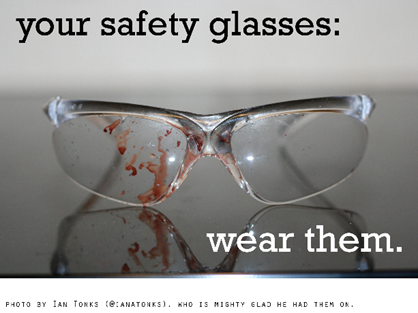 your safety glasses:
wear them.
PHOTO BY IAN TONKS (@IANATONKS), WHO IS MIGHTY GLAD HE HAD THEM ON.